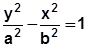 y²/a² − x²/b² = 1